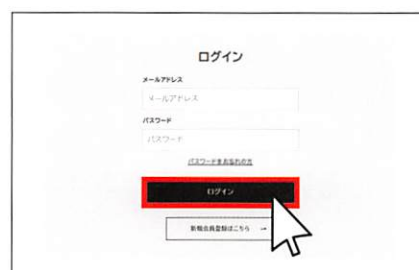 ログイン
メールアドレス
メールアドレス
パスワード
パスワード
パスワードをお忘れの方
ログイン
新規会員登録はこちら →